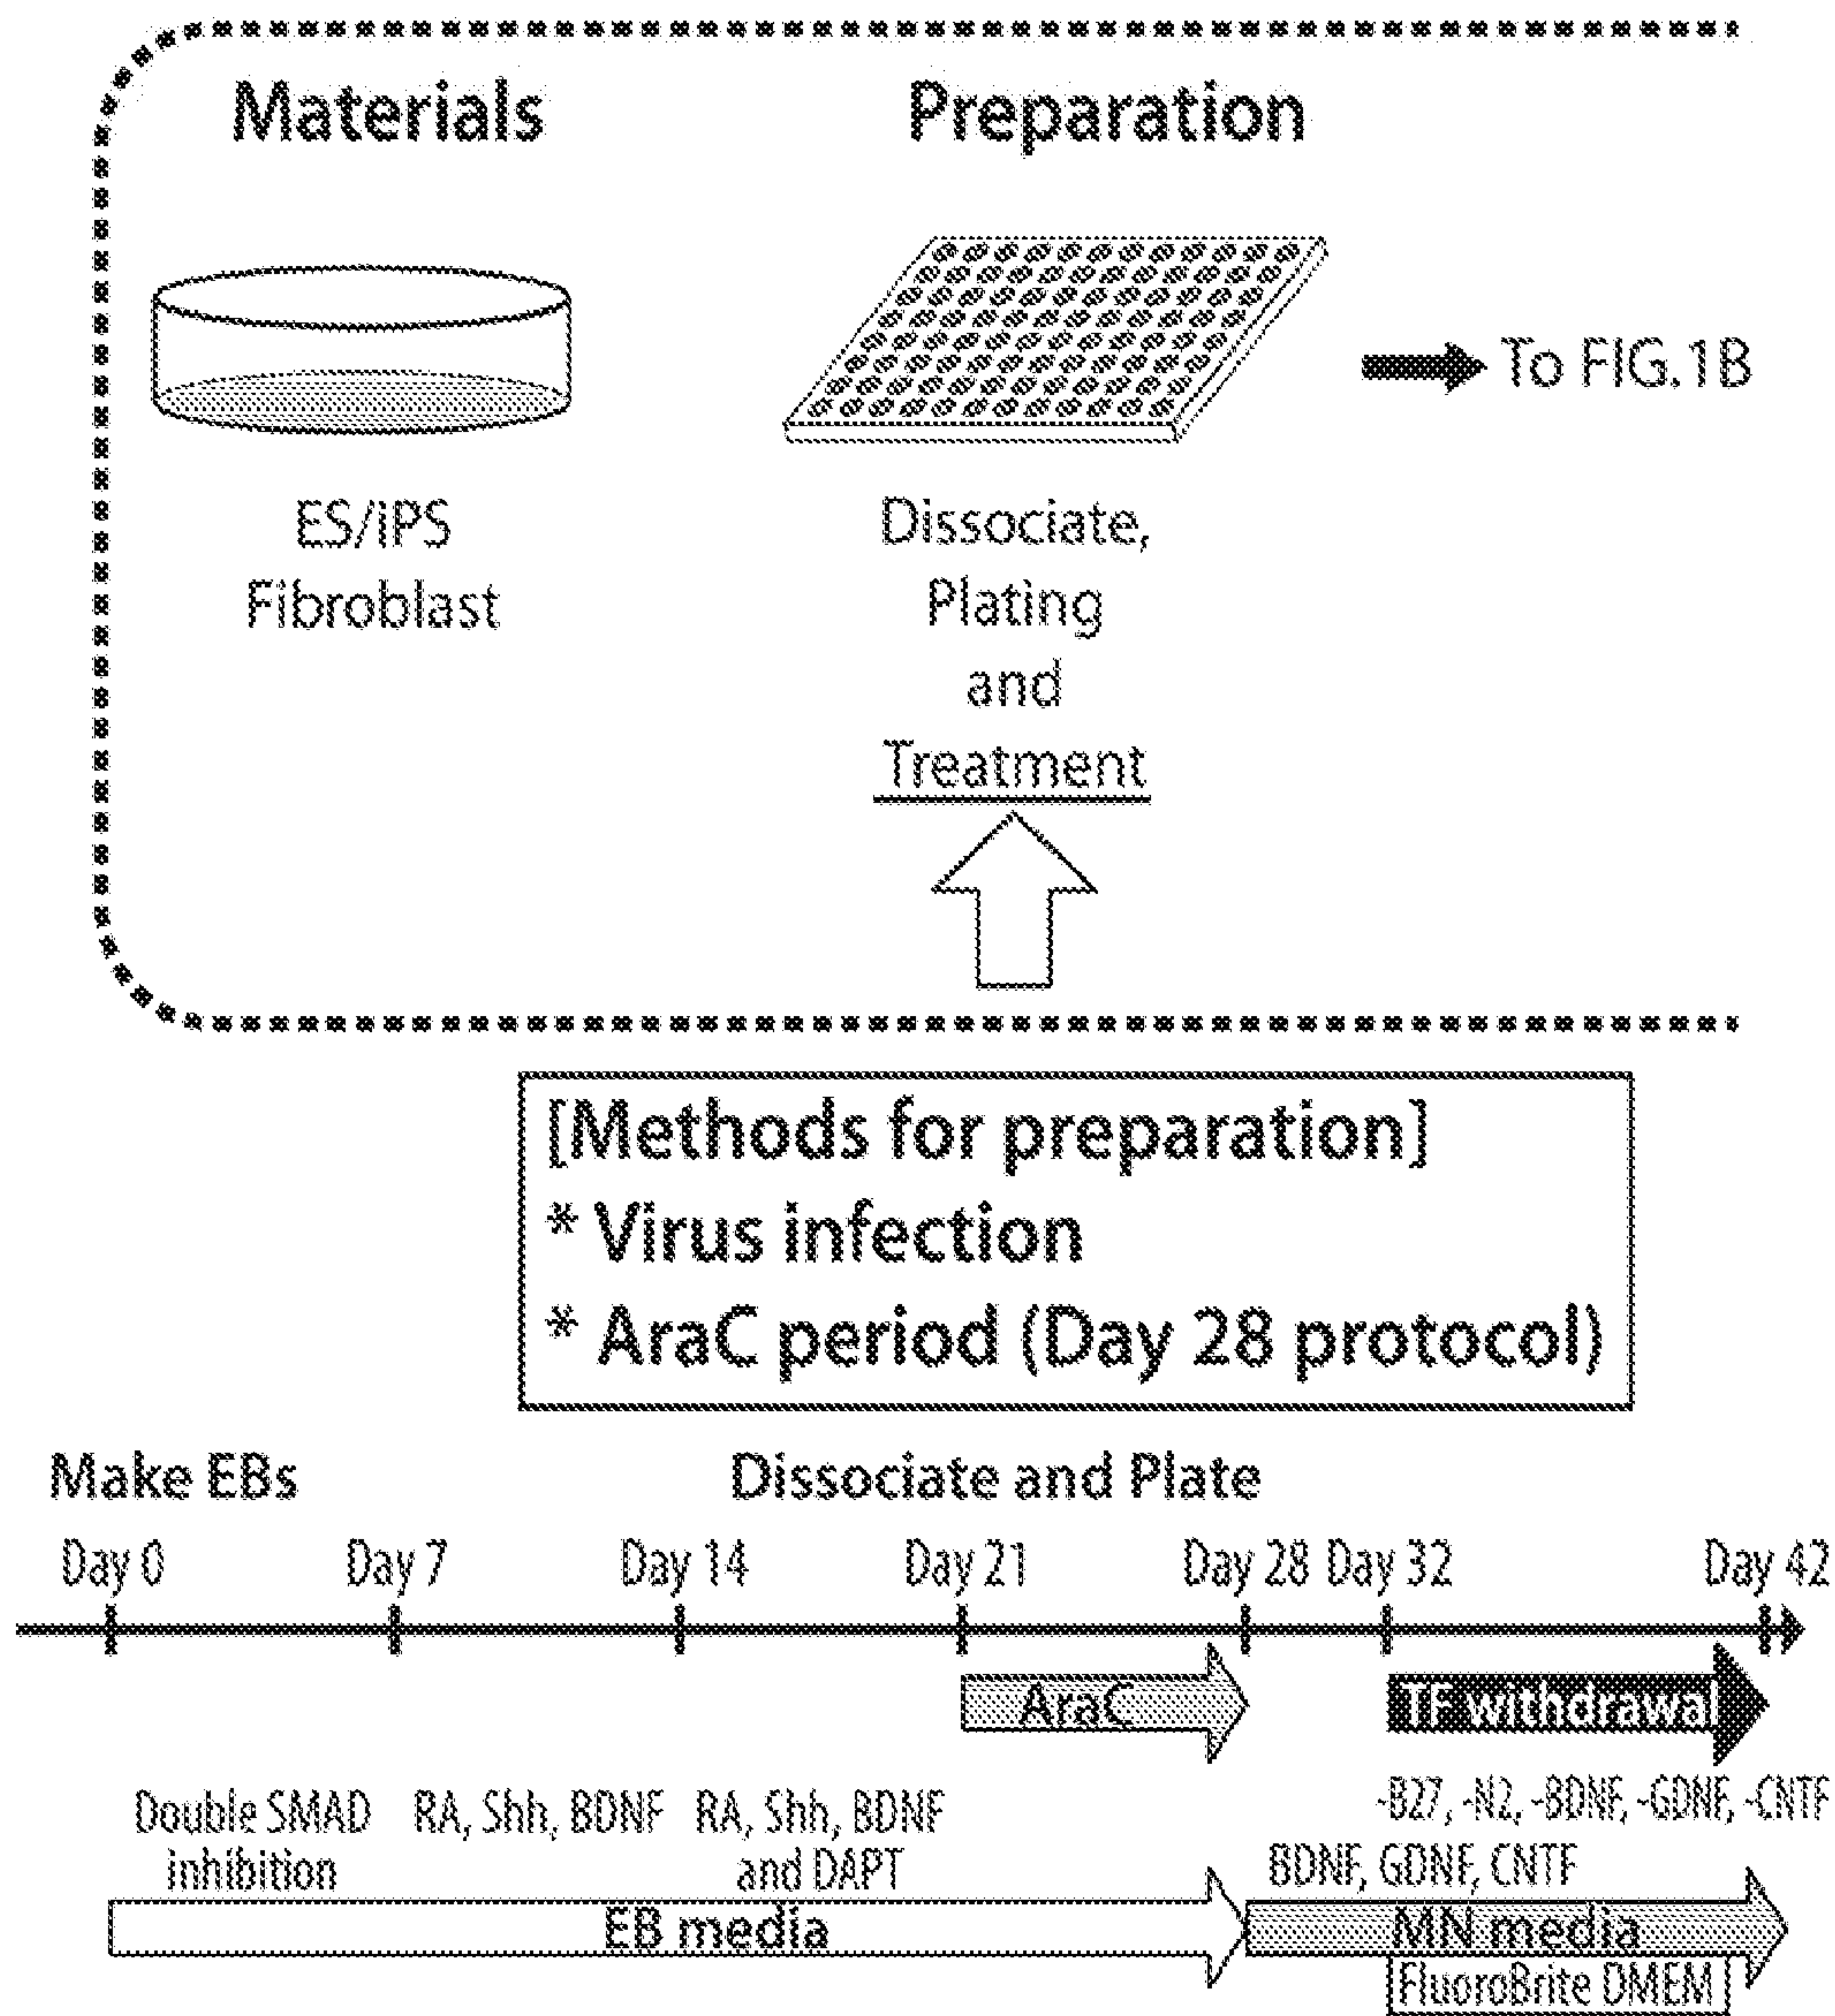 Materials
Preparation
To FIG.1B
ES/iPS
Fibroblast
Dissociate,
Plating
and
Treatment
[Methods for preparation]
* Virus infection
* AraC period (Day 28 protocol)
Make EBs
Dissociate and Plate
Day 0 Day 7 Day 14 Day 21 Day 28 Day 32 Day 42
AraC
TF withdrawal
Double SMAD
inhibition
RA, Shh, BDNF
RA, Shh, BDNF
and DAPT
-B27, -N2, -BDNF, -GDNF, -CNTF
BDNF, GDNF, CNTF
EB media
MN media
FluoroBrite DMEM